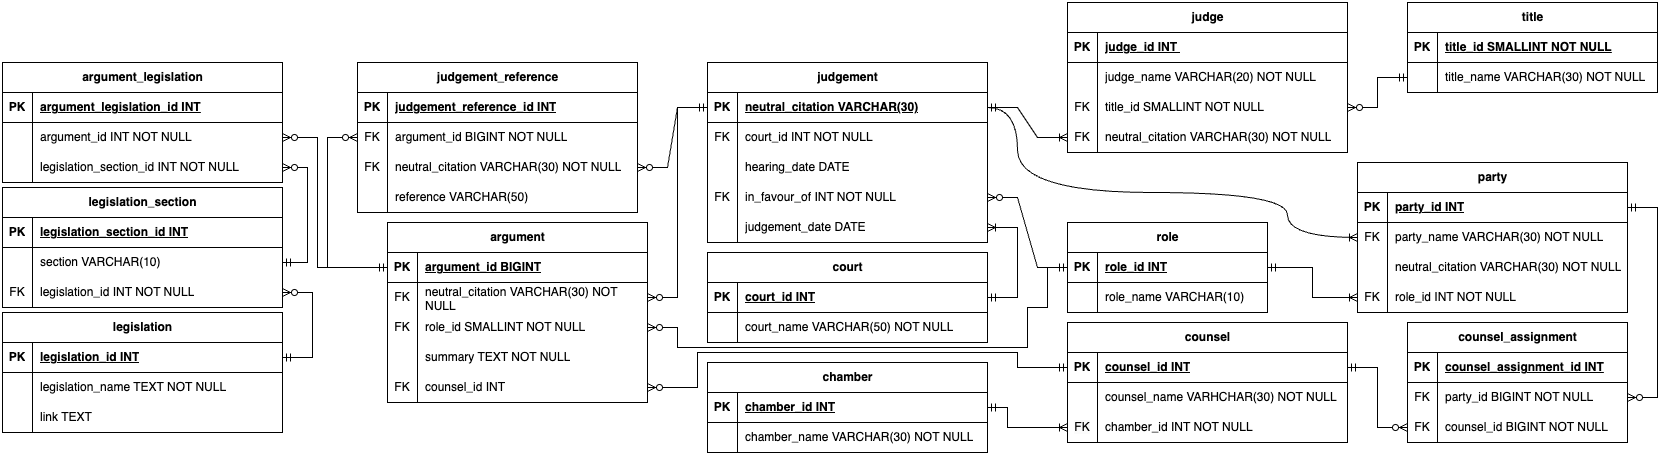 argument_legislation
PK argument_legislation_id INT
argument_id INT NOT NULL
legislation_section_id INT NOT NULL
legislation_section
PK legislation_section_id INT
section VARCHAR(10)
FK legislation_id INT NOT NULL
legislation
PK legislation_id INT
legislation_name TEXT NOT NULL
link TEXT
judgement_reference
PK judgement_reference_id INT
FK argument_id BIGINT NOT NULL
FK neutral_citation VARCHAR(30) NOT NULL
reference VARCHAR(50)
argument
PK argument_id BIGINT
FK neutral_citation VARCHAR(30) NOT
NULL
FK role_id SMALLINT NOT NULL
summary TEXT NOT NULL
FK counsel_id INT
judgement
PK neutral_citation VARCHAR(30)
FK court_id INT NOT NULL
hearing_date DATE
FK in_favour_of INT NOT NULL
judgement_date DATE
court
PK court_id INT
court_name VARCHAR(50) NOT NULL
chamber
PK chamber_id INT
chamber_name VARCHAR(30) NOT NULL
judge
PK judge_id INT
judge_name VARCHAR(20) NOT NULL
FK title_id SMALLINT NOT NULL
FK neutral_citation VARCHAR(30) NOT NULL
title
PK title_id SMALLINT NOT NULL
title_name VARCHAR(30) NOT NULL
role
PK role_id INT
role_name VARCHAR(10)
party
PK party_id INT
FK party_name VARCHAR(30) NOT NULL
neutral_citation VARCHAR(30) NOT NULL
FK role_id INT NOT NULL
counsel
PK counsel_id INT
counsel_name VARHCHAR(30) NOT NULL
FK chamber_id INT NOT NULL
counsel_assignment
PK counsel_assignment_id INT
FK party_id BIGINT NOT NULL
FK counsel_id BIGINT NOT NULL